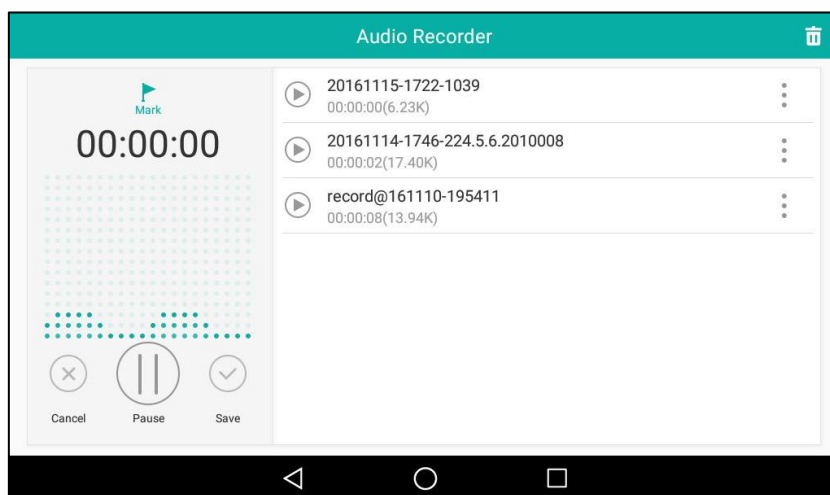 Audio Recorder
Mark
00:00:00
Cancel
Pause
Save
20161115-1722-1039
00:00:00(6.23K)
20161114-1746-224.5.6.2010008
00:00:02(17.40K)
record@161110-195411
00:00:08(13.94K)